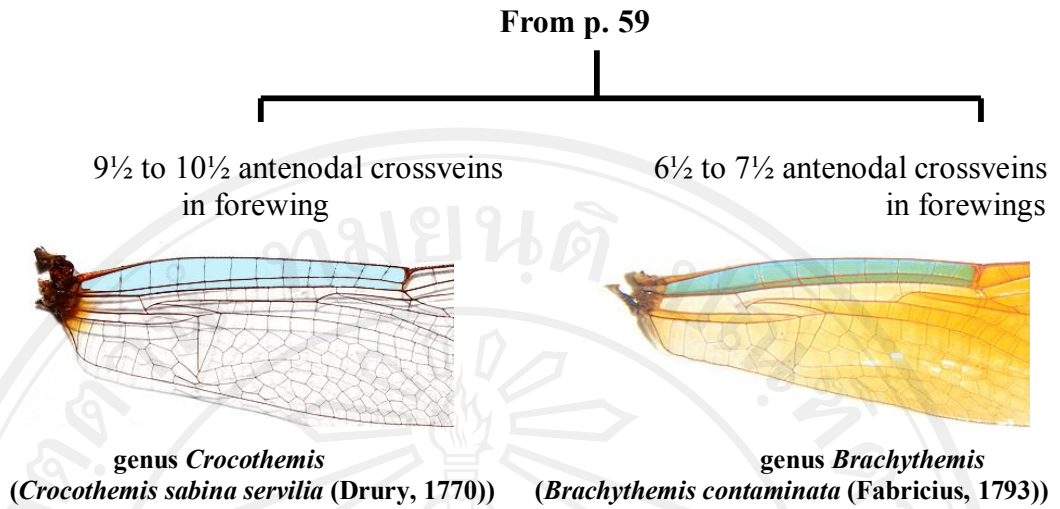 From p. 59
9½ to 10½ antenodal crossveins
in forewing
6½ to 7½ antenodal crossveins
in forewings
genus Crocothemis
(Crocothemis sabina servilia (Drury, 1770))
genus Brachythemis
(Brachythemis contaminata (Fabricius, 1793))